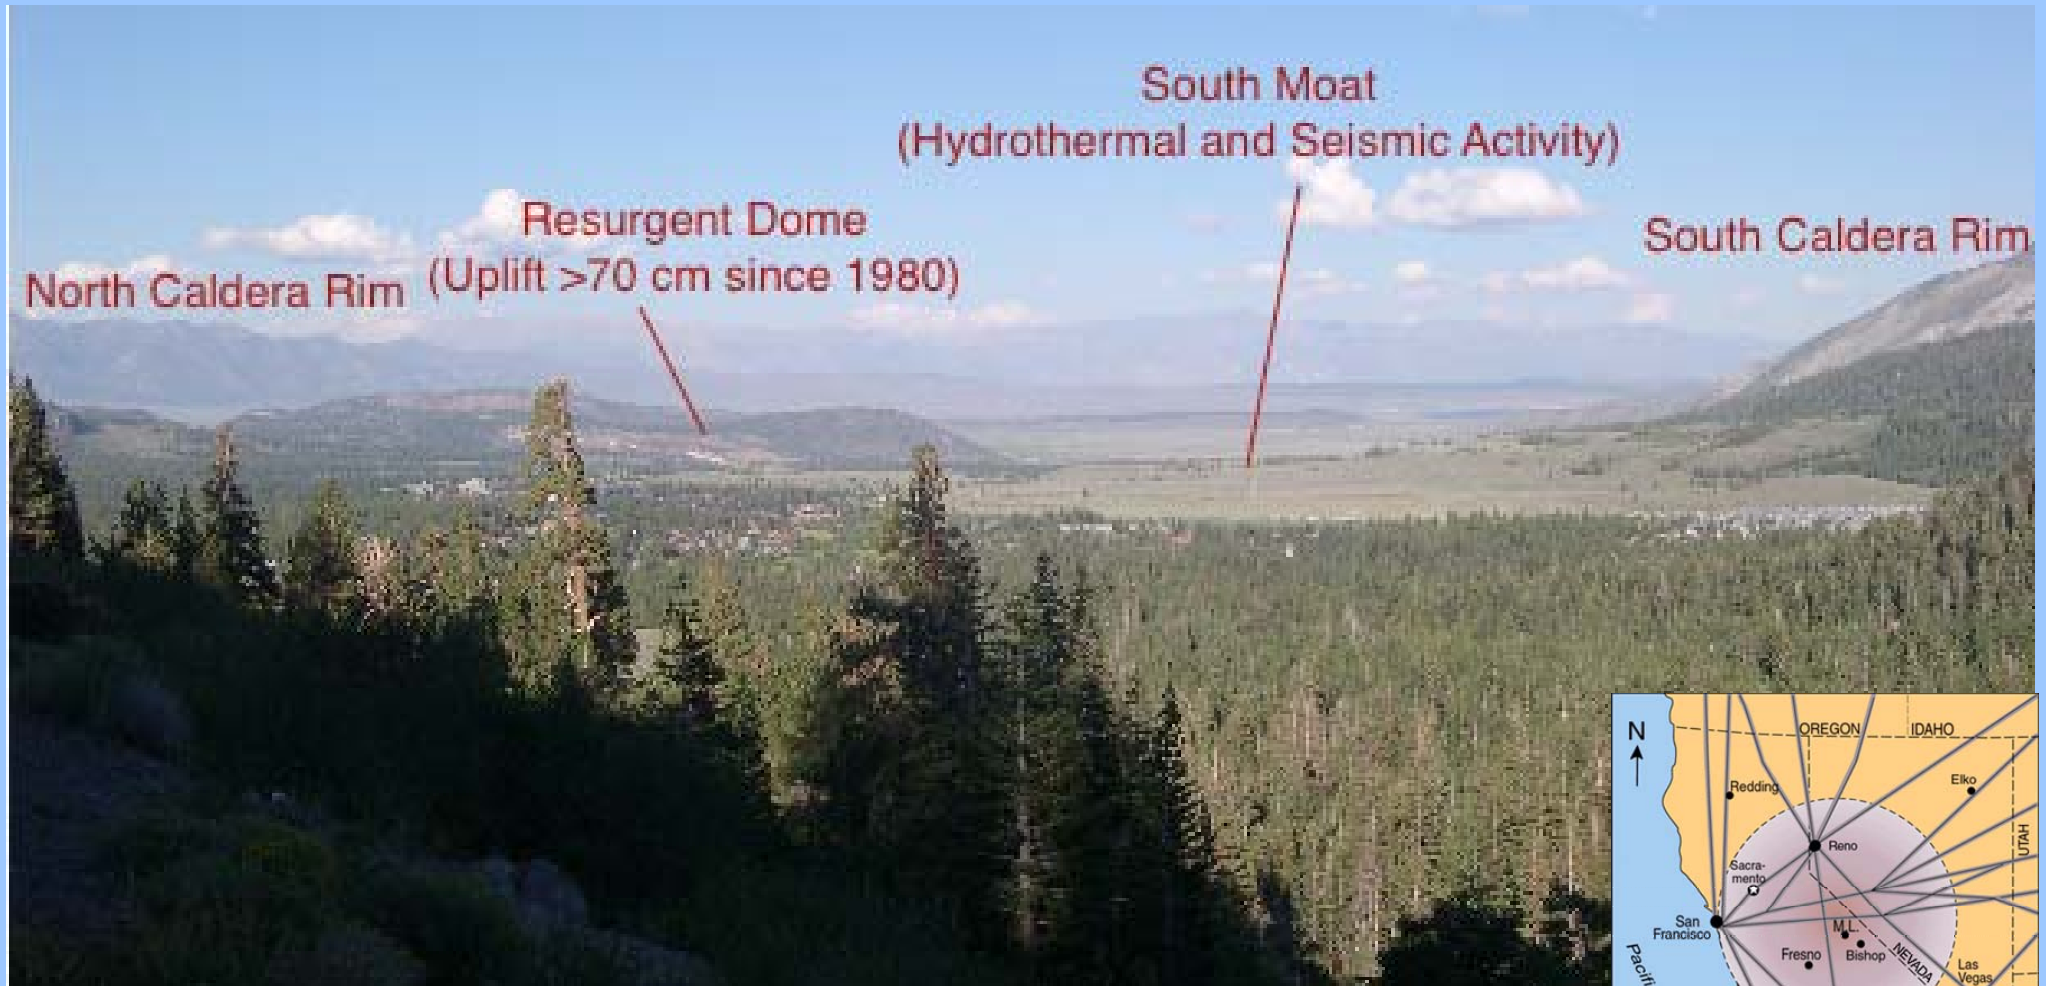 South Moat
(Hydrothermal and Seismic Activity)
Resurgent Dome
(Uplift >70 cm since 1980)
South Caldera Rim
North Caldera Rim
N
OREGON
IDAHO
Redding
Elko
Reno
UTAH
Sacra-
mento
San
Francisco
M.L.
Fresno
Bishop
NEVADA
Las
Vegas
Pacifi